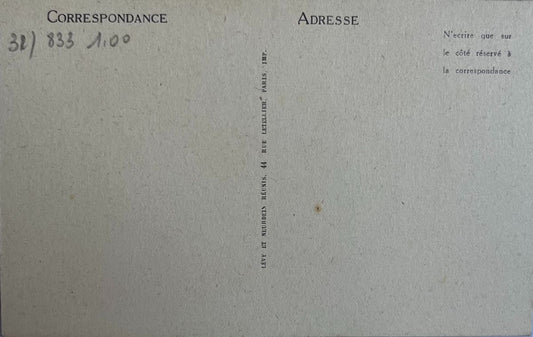 CORRESPONDANCE
ADRESSE
38) 833 1.00
N'écrire que sur
le côté réservé à
la correspondance
LÉVY ET NEURDEIN RÉUNIS, 44 RUE LETELLIER, PARIS. IMP.